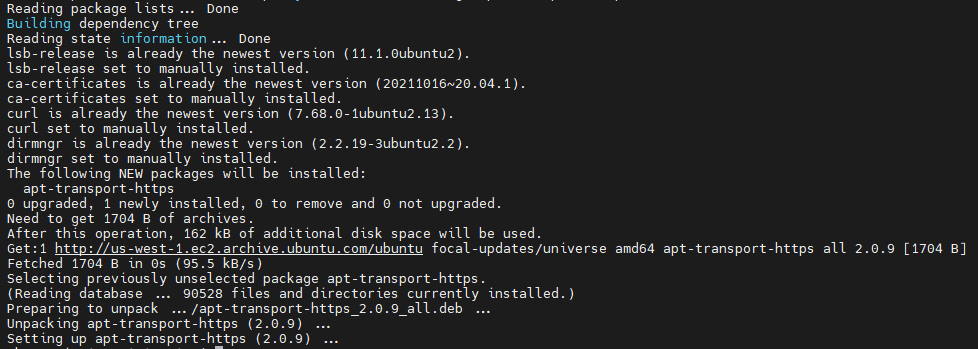 Reading package lists... Done
Building dependency tree
Reading state information... Done
lsb-release is already the newest version (11.1.0ubuntu2).
lsb-release set to manually installed.
ca-certificates is already the newest version (20211016~20.04.1).
ca-certificates set to manually installed.
curl is already the newest version (7.68.0-1ubuntu2.13).
curl set to manually installed.
dirmngr is already the newest version (2.2.19-3ubuntu2.2).
dirmngr set to manually installed.
The following NEW packages will be installed:
  apt-transport-https
0 upgraded, 1 newly installed, 0 to remove and 0 not upgraded.
Need to get 1704 B of archives.
After this operation, 162 kB of additional disk space will be used.
Get:1 http://us-west-1.ec2.archive.ubuntu.com/ubuntu focal-updates/universe amd64 apt-transport-https all 2.0.9 [1704 B]
Fetched 1704 B in 0s (95.5 kB/s)
Selecting previously unselected package apt-transport-https.
(Reading database ... 90528 files and directories currently installed.)
Preparing to unpack .../apt-transport-https_2.0.9_all.deb ...
Unpacking apt-transport-https (2.0.9) ...
Setting up apt-transport-https (2.0.9) ...